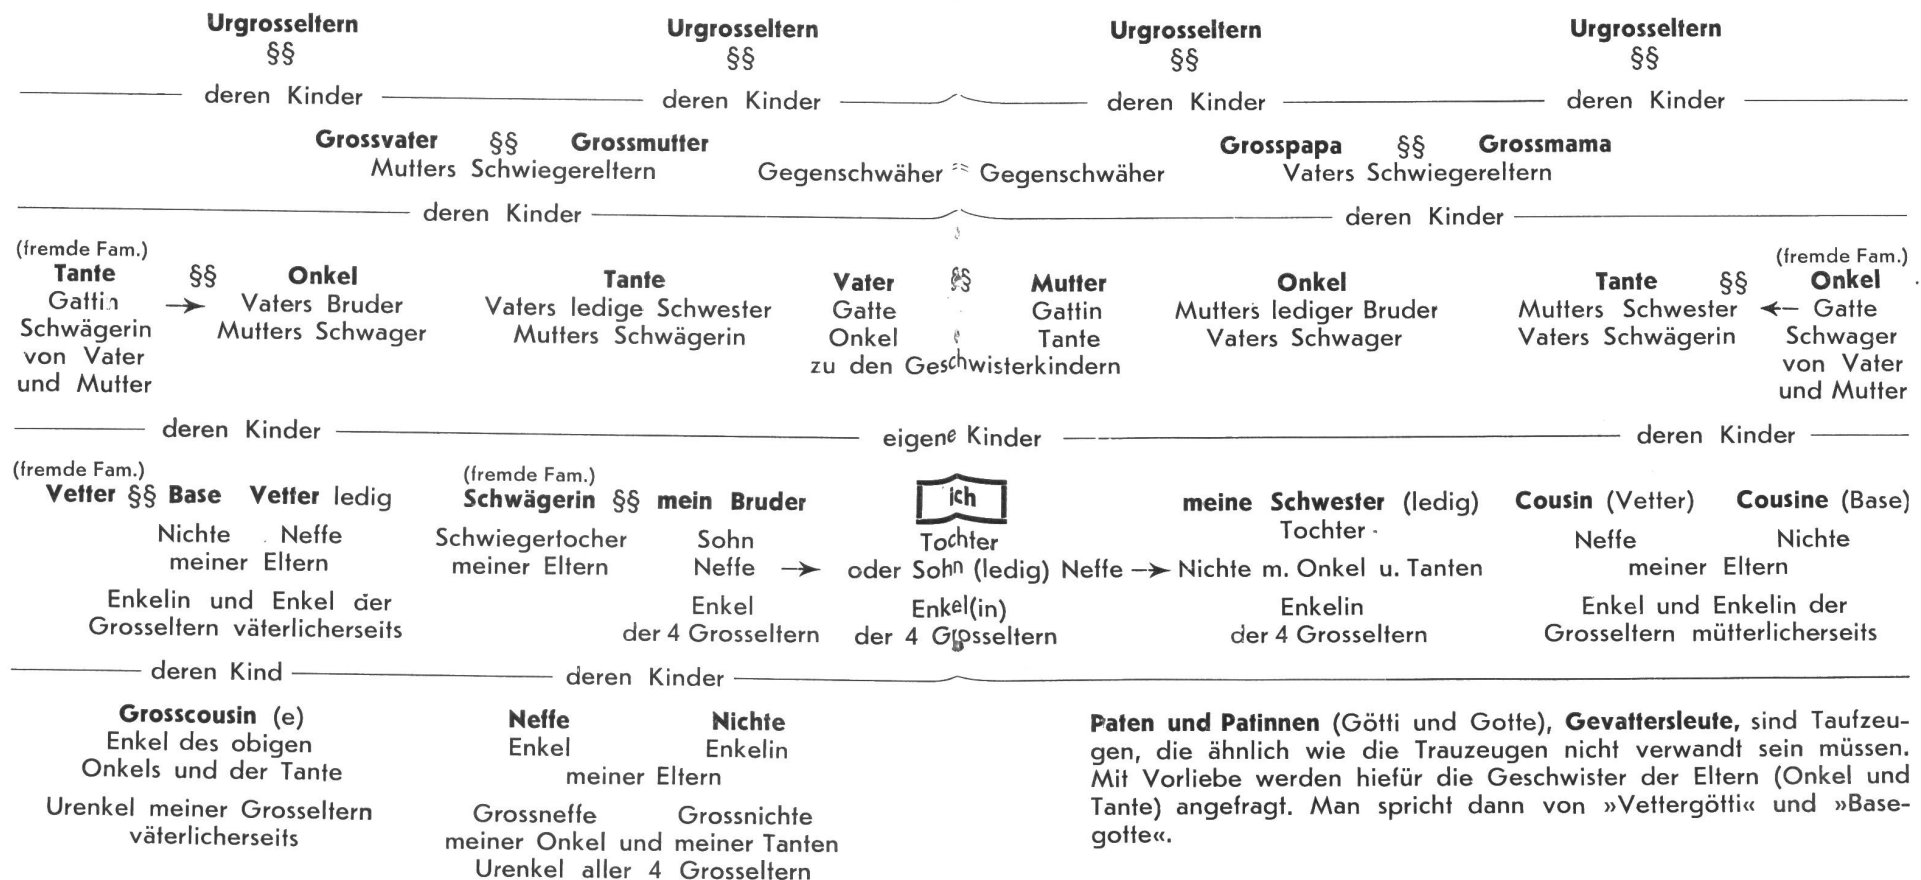 Urgrosseltern Urgrosseltern Urgrosseltern Urgrosseltern
§§ §§ §§ §§
deren Kinder deren Kinder deren Kinder deren Kinder
Grossvater §§ Grossmutter Grosspapa §§ Grossmama
Mutters Schwiegereltern Gegenschwäher = Gegenschwäher Vaters Schwiegereltern
deren Kinder deren Kinder
(fremde Fam.) (fremde Fam.)
Tante §§ Onkel Tante Vater §§ Mutter Onkel Tante §§ Onkel
Gattin → Vaters Bruder Vaters ledige Schwester Gatte Gattin Mutters lediger Bruder Mutters Schwester ← Gatte
Schwägerin Mutters Schwager Mutters Schwägerin Onkel Tante Vaters Schwager Vaters Schwägerin Schwager
von Vater zu den Geschwisterkindern von Vater
und Mutter und Mutter
deren Kinder eigene Kinder deren Kinder
(fremde Fam.) (fremde Fam.)
Vetter §§ Base Vetter ledig Schwägerin §§ mein Bruder ich meine Schwester (ledig) Cousin (Vetter) Cousine (Base)
Nichte Neffe Schwiegertocher Sohn Tochter Tochter Neffe Nichte
meiner Eltern meiner Eltern Neffe → oder Sohn (ledig) Neffe → Nichte m. Onkel u. Tanten meiner Eltern
Enkelin und Enkel der Enkel Enkel(in) Enkelin Enkel und Enkelin der
Grosseltern väterlicherseits der 4 Grosseltern der 4 Grosseltern der 4 Grosseltern Grosseltern mütterlicherseits
deren Kind deren Kinder
Grosscousin (e) Neffe Nichte
Enkel des obigen Enkel Enkelin
Onkels und der Tante meiner Eltern
Urenkel meiner Grosseltern Grossneffe Grossnichte
väterlicherseits meiner Onkel und meiner Tanten
Urenkel aller 4 Grosseltern
Paten und Patinnen (Götti und Gotte), Gevattersleute, sind Taufzeu-
gen, die ähnlich wie die Trauzeugen nicht verwandt sein müssen.
Mit Vorliebe werden hiefür die Geschwister der Eltern (Onkel und
Tante) angefragt. Man spricht dann von »Vettergötti« und »Base-
gotte«.